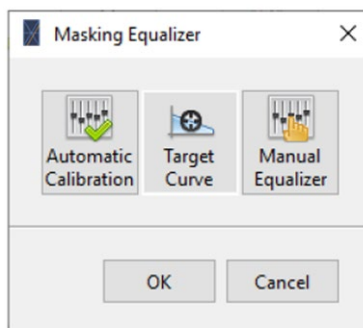 Masking Equalizer
Automatic Target Manual
Calibration Curve Equalizer
OK Cancel